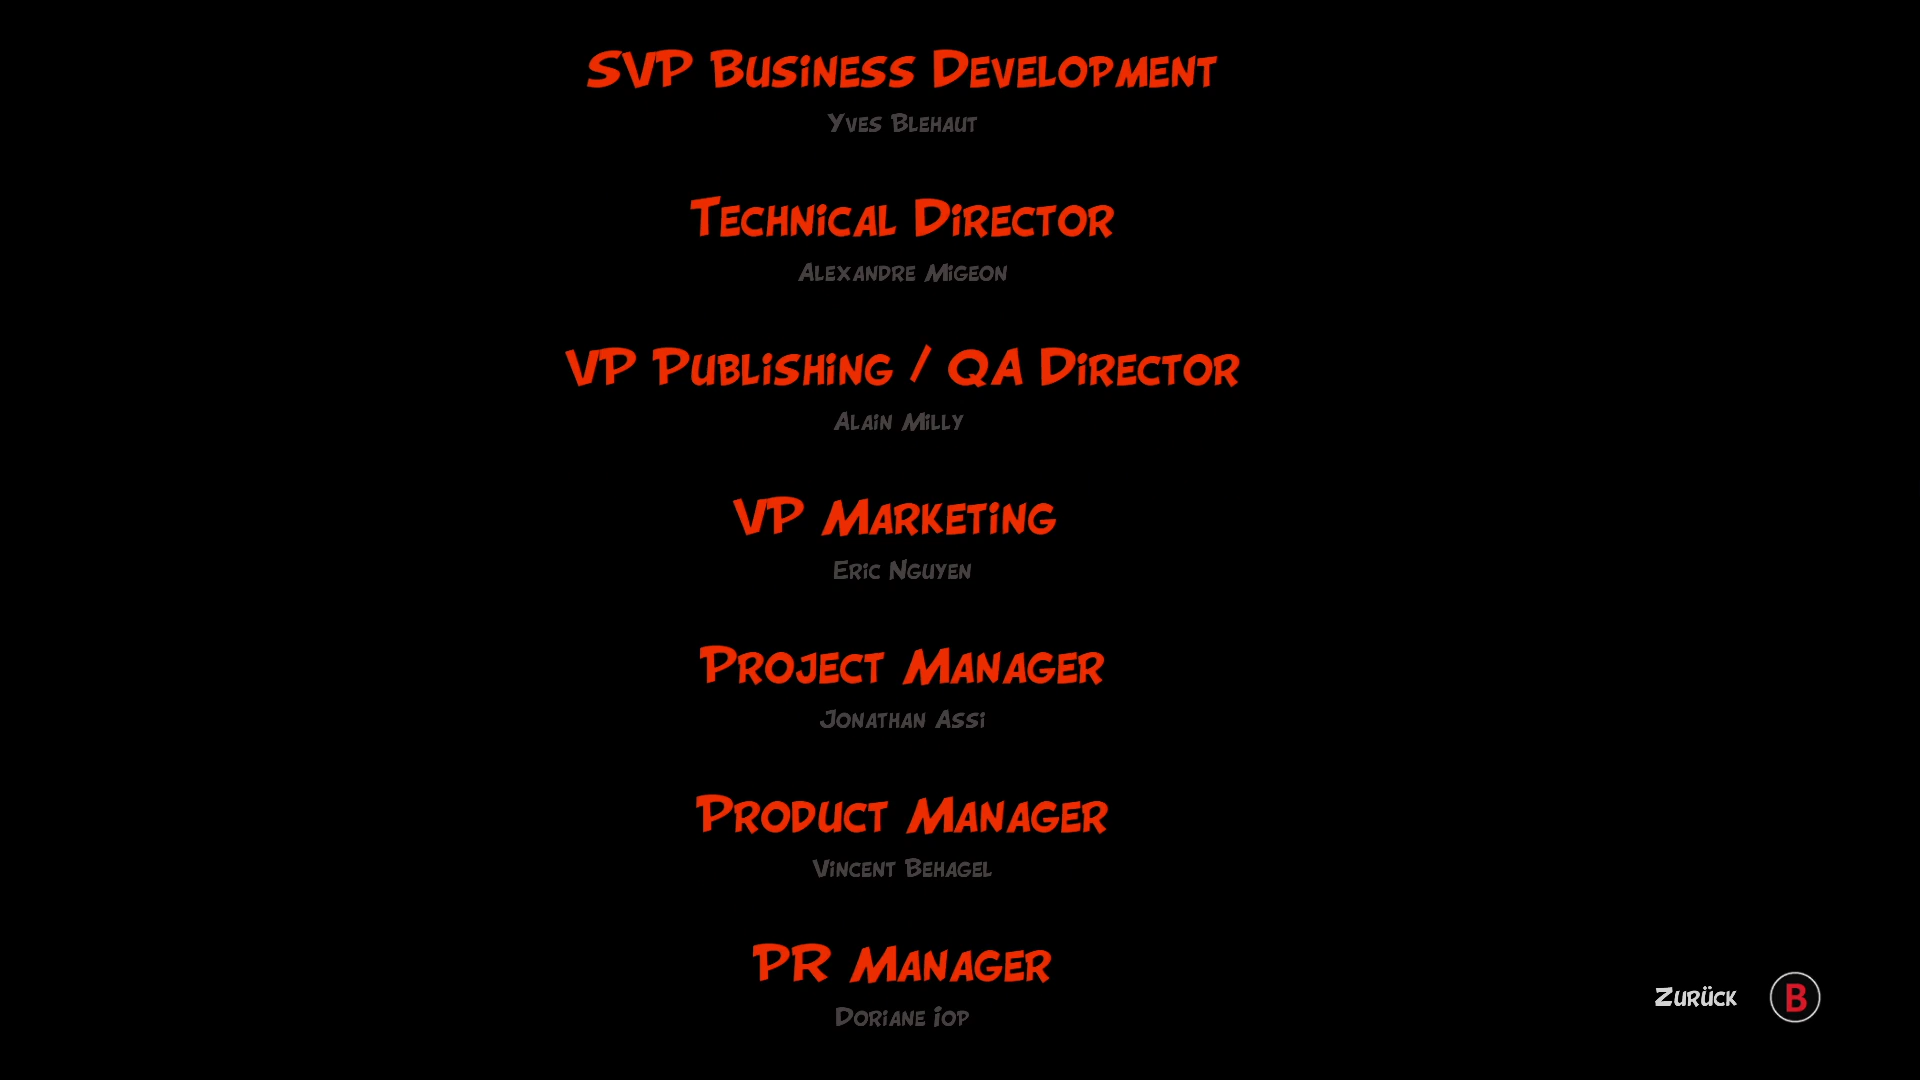 SVP Business Development
Yves Blehaut
Technical Director
Alexandre Migeon
VP Publishing / QA Director
Alain Milly
VP Marketing
Eric Nguyen
Project Manager
Jonathan Assi
Product Manager
Vincent Behagel
PR Manager
Doriane Iop
Zurück B